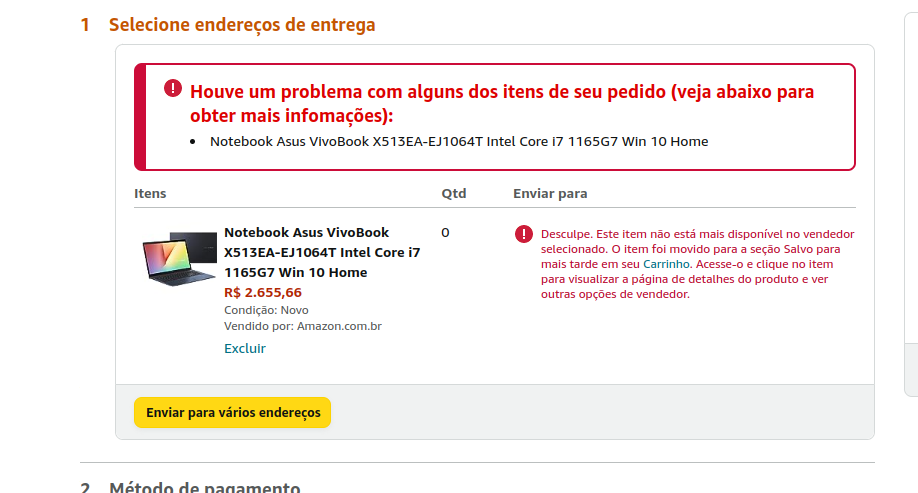 1 Selecione endereços de entrega
Houve um problema com alguns dos itens de seu pedido (veja abaixo para
obter mais infomações):
• Notebook Asus VivoBook X513EA-EJ1064T Intel Core i7 1165G7 Win 10 Home
Itens Qtd Enviar para
Notebook Asus VivoBook
X513EA-EJ1064T Intel Core i7
1165G7 Win 10 Home
R$ 2.655,66
Condição: Novo
Vendido por: Amazon.com.br
Excluir
0
Desculpe. Este item não está mais disponível no vendedor
selecionado. O item foi movido para a seção Salvo para
mais tarde em seu Carrinho. Acesse-o e clique no item
para visualizar a página de detalhes do produto e ver
outras opções de vendedor.
Enviar para vários endereços
2 Método de pagamento